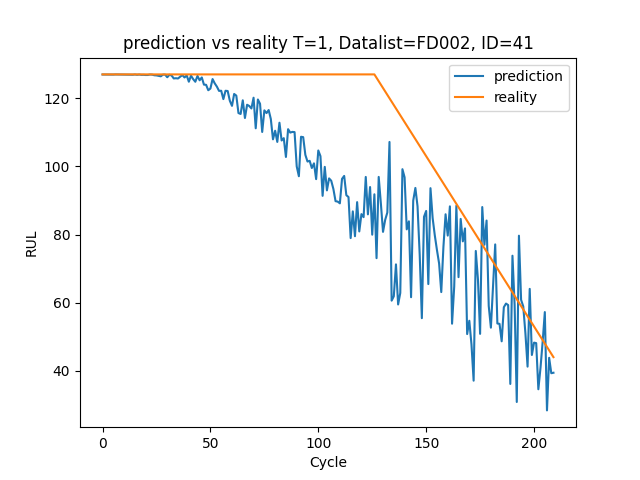 prediction vs reality T=1, Datalist=FD002, ID=41
prediction
reality
120
100
80
60
40
RUL
0 50 100 150 200
Cycle